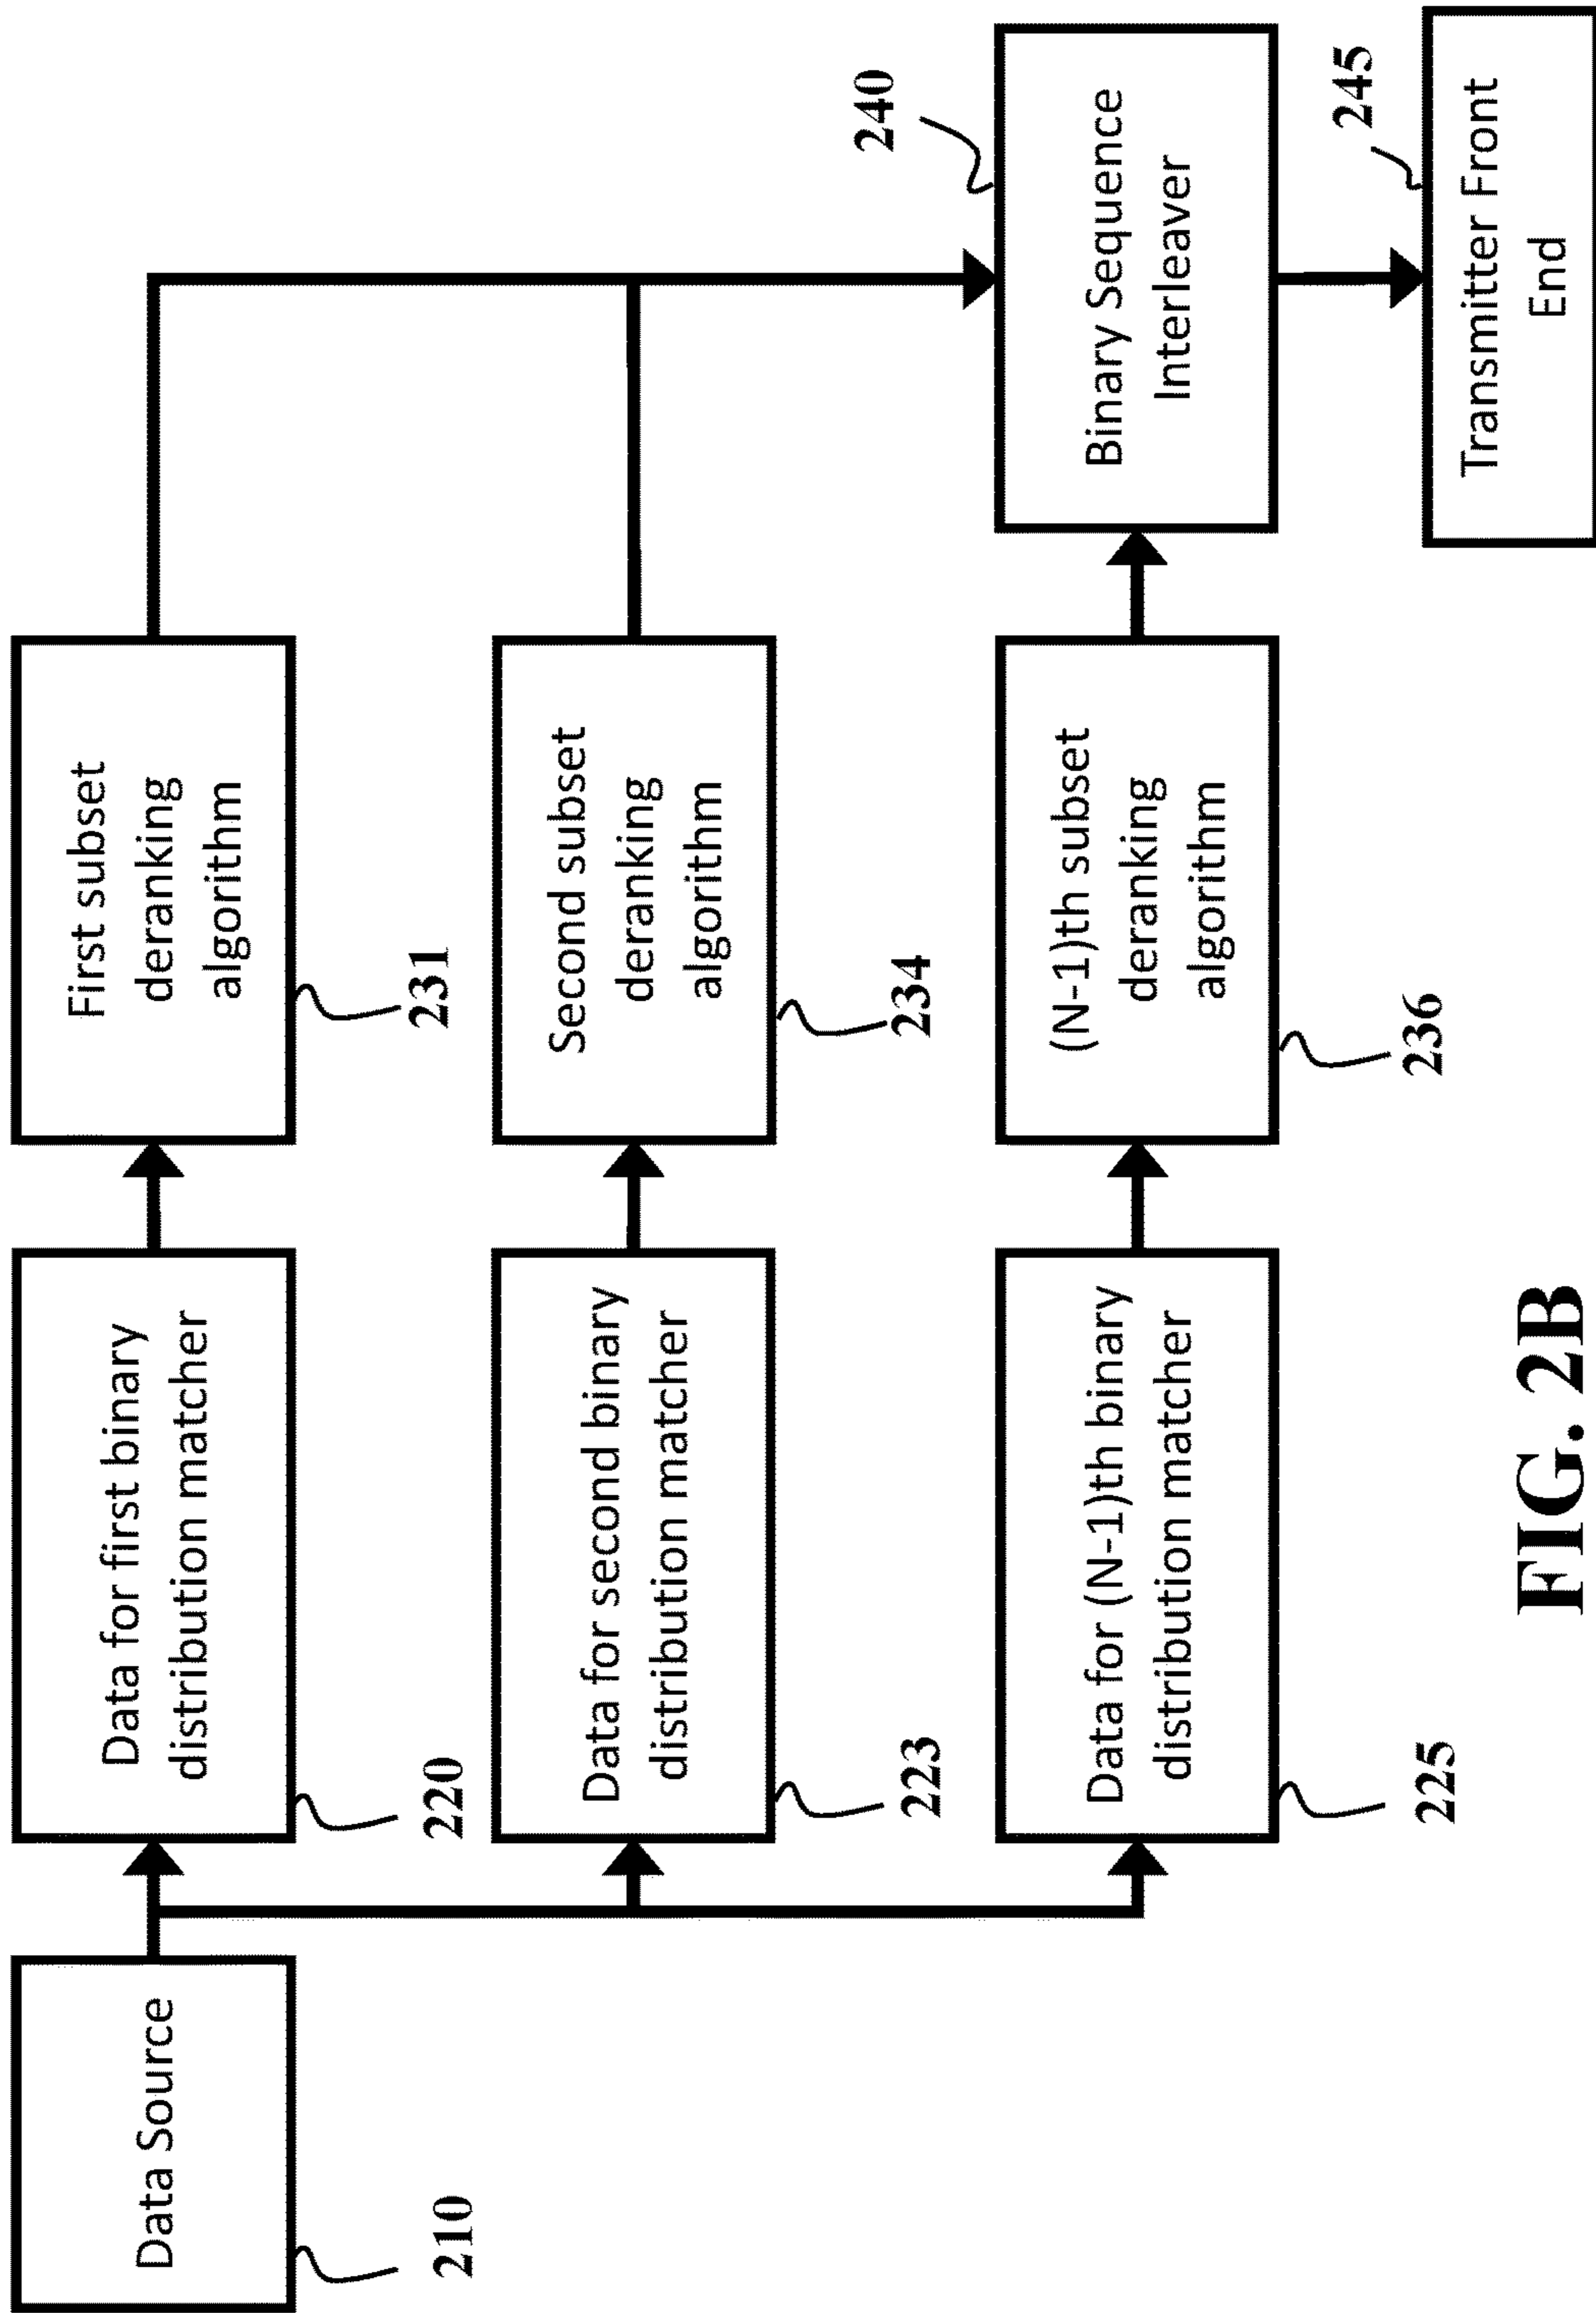 Data Source
210
Data for first binary
distribution matcher
220
First subset
deranking
algorithm
231
Data for second binary
distribution matcher
223
Second subset
deranking
algorithm
234
Data for (N-1)th binary
distribution matcher
225
(N-1)th subset
deranking
algorithm
236
240
Binary Sequence
Interleaver
245
Transmitter Front
End
FIG. 2B